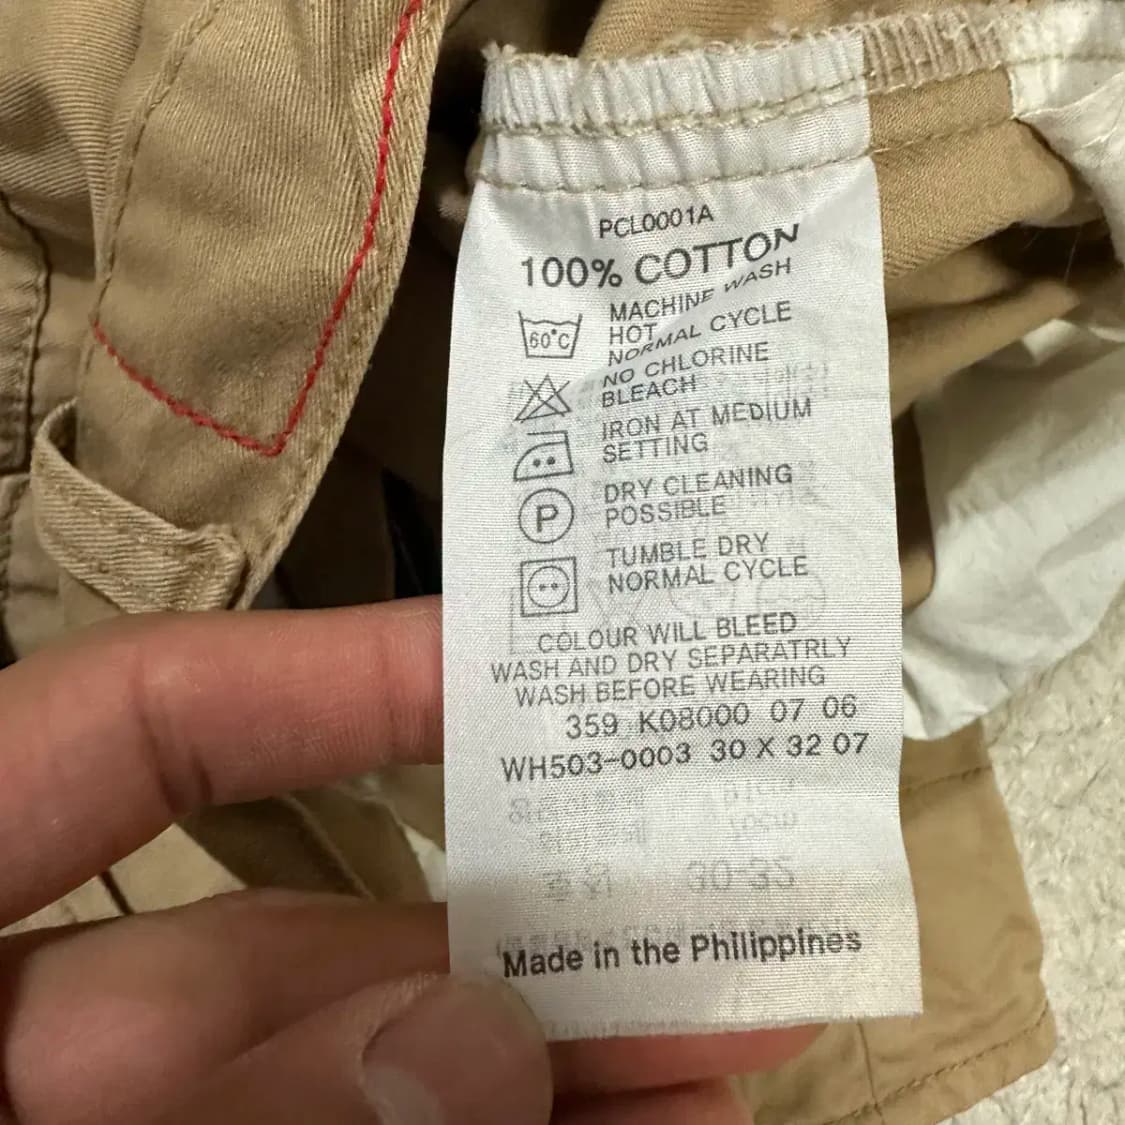 PCL0001A
100% COTTON
MACHINE WASH
HOT
NORMAL CYCLE
60°C
NO CHLORINE
BLEACH
IRON AT MEDIUM
SETTING
DRY CLEANING
POSSIBLE
P
TUMBLE DRY
NORMAL CYCLE
COLOUR WILL BLEED
WASH AND DRY SEPARATRLY
WASH BEFORE WEARING
359 K08000 07 06
WH503-0003 30 X 32 07
Made in the Philippines